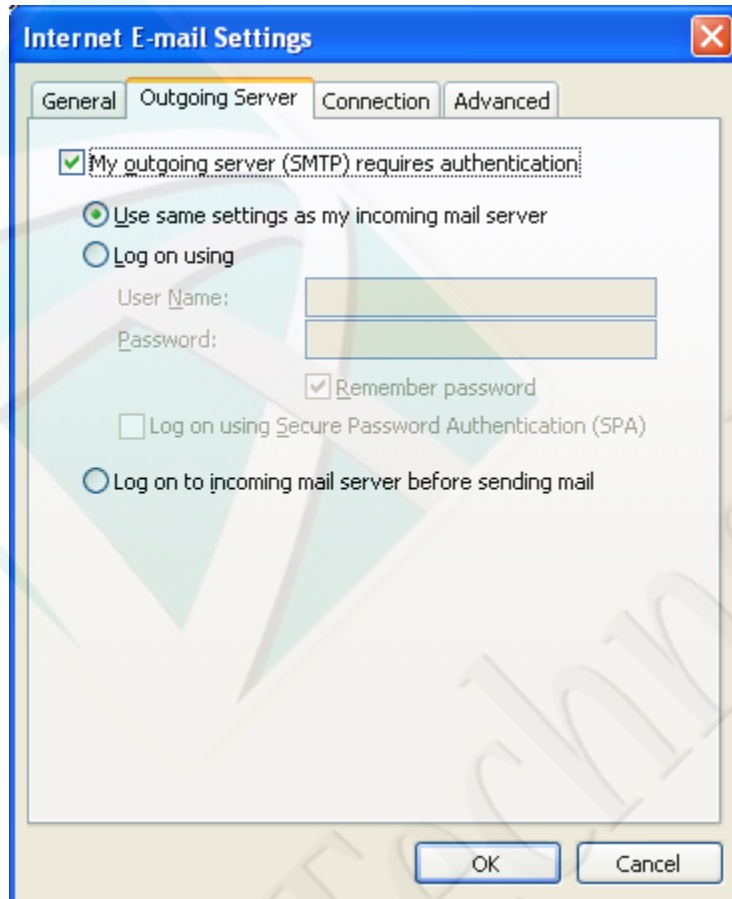 Internet E-mail Settings
General Outgoing Server Connection Advanced
My outgoing server (SMTP) requires authentication
Use same settings as my incoming mail server
Log on using
User Name:
Password:
Remember password
Log on using Secure Password Authentication (SPA)
Log on to incoming mail server before sending mail
OK Cancel